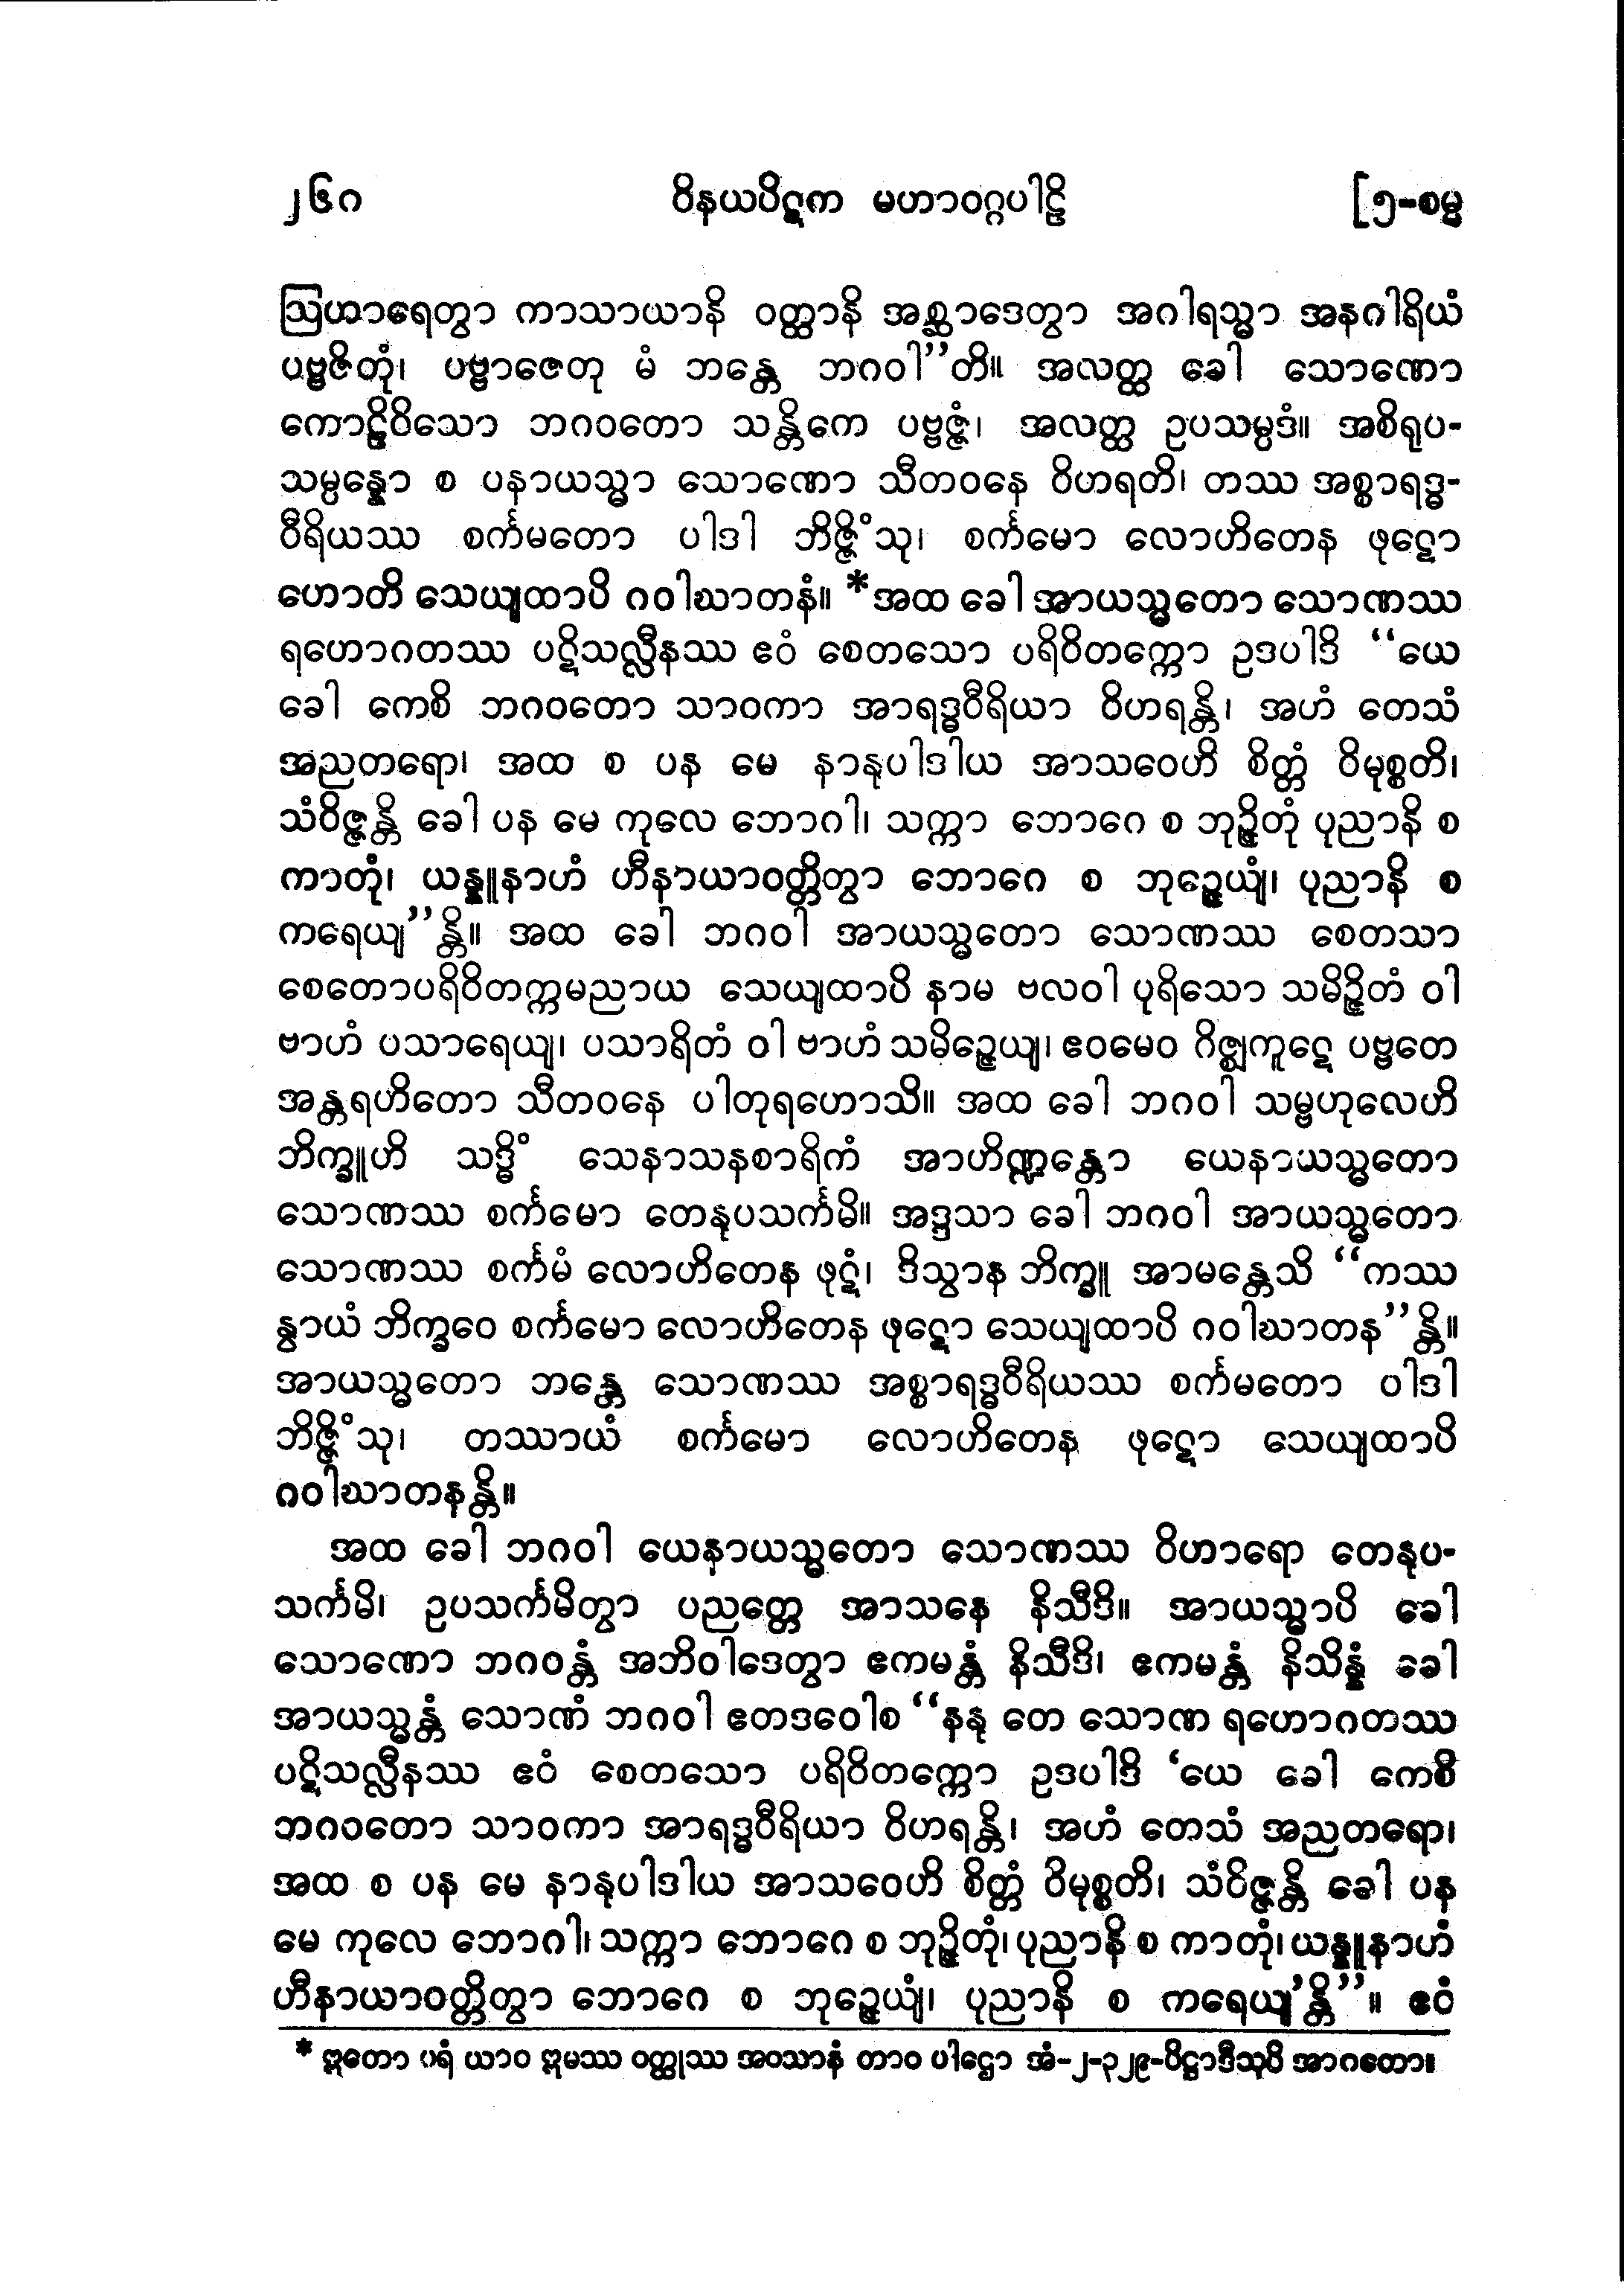 ၂၆၈ ဝိနယပိဋက မဟာဝဂ္ဂပါဠိ [၅-စမ္မ
ဩဟာရေတွာ ကာသာယာနိ ဝတ္ထာနိ အစ္ဆာဒေတွာ အဂါရသ္မာ အနဂါရိယံ
ပဗ္ဗဇိတုံ၊ ပဗ္ဗာဇေတု မံ ဘန္တေ ဘဂဝါ”တိ။ အလတ္ထ ခေါ သောဏော
ကောဠိဝိသော ဘဂဝတော သန္တိကေ ပဗ္ဗဇ္ဇံ၊ အလတ္ထ ဥပသမ္ပဒံ။ အစိရုပ-
သမ္ပန္နော စ ပနာယသ္မာ သောဏော သီတဝနေ ဝိဟရတိ၊ တဿ အစ္စာရဒ္ဓ-
ဝီရိယဿ စင်္ကမတော ပါဒါ ဘိဇ္ဇိံသု၊ စင်္ကမော လောဟိတေန ဖုဋော
ဟောတိ သေယျထာပိ ဂဝါဃာတနံ။ *အထ ခေါ အာယသ္မတော သောဏဿ
ရဟောဂတဿ ပဋိသလ္လီနဿ ဧဝံ စေတသော ပရိဝိတက္ကော ဥဒပါဒိ “ယေ
ခေါ ကေစိ ဘဂဝတော သာဝကာ အာရဒ္ဓဝီရိယာ ဝိဟရန္တိ၊ အဟံ တေသံ
အညတရော၊ အထ စ ပန မေ နာနုပါဒါယ အာသဝေဟိ စိတ္တံ ဝိမုစ္စတိ၊
သံဝိဇ္ဇန္တိ ခေါ ပန မေ ကုလေ ဘောဂါ၊ သက္ကာ ဘောဂေ စ ဘုဉ္ဇိတုံ ပုညာနိ စ
ကာတုံ၊ ယန္နူနာဟံ ဟီနာယာဝတ္တိတွာ ဘောဂေ စ ဘုဉ္ဇေယျံ၊ ပုညာနိ စ
ကရေယျ”န္တိ။ အထ ခေါ ဘဂဝါ အာယသ္မတော သောဏဿ စေတသာ
စေတောပရိဝိတက္ကမညာယ သေယျထာပိ နာမ ဗလဝါ ပုရိသော သမိဉ္ဇိတံ ဝါ
ဗာဟံ ပသာရေယျ၊ ပသာရိတံ ဝါ ဗာဟံ သမိဉ္ဇေယျ၊ ဧဝမေဝ ဂိဇ္ဈကူဋေ ပဗ္ဗတေ
အန္တရဟိတော သီတဝနေ ပါတုရဟောသိ။ အထ ခေါ ဘဂဝါ သမ္ဗဟုလေဟိ
ဘိက္ခူဟိ သဒ္ဓိံ သေနာသနစာရိကံ အာဟိဏ္ဍန္တော ယေနာယသ္မတော
သောဏဿ စင်္ကမော တေနုပသင်္ကမိ။ အဒ္ဒသာ ခေါ ဘဂဝါ အာယသ္မတော
သောဏဿ စင်္ကမံ လောဟိတေန ဖုဋံ၊ ဒိသွာန ဘိက္ခူ အာမန္တေသိ “ကဿ
နွာယံ ဘိက္ခဝေ စင်္ကမော လောဟိတေန ဖုဋော သေယျထာပိ ဂဝါဃာတန”န္တိ။
အာယသ္မတော ဘန္တေ သောဏဿ အစ္စာရဒ္ဓဝီရိယဿ စင်္ကမတော ပါဒါ
ဘိဇ္ဇိံသု၊ တဿာယံ စင်္ကမော လောဟိတေန ဖုဋော သေယျထာပိ
ဂဝါဃာတနန္တိ။
အထ ခေါ ဘဂဝါ ယေနာယသ္မတော သောဏဿ ဝိဟာရော တေနုပ-
သင်္ကမိ၊ ဥပသင်္ကမိတွာ ပညတ္တေ အာသနေ နိသီဒိ။ အာယသ္မာပိ ခေါ
သောဏော ဘဂဝန္တံ အဘိဝါဒေတွာ ဧကမန္တံ နိသီဒိ၊ ဧကမန္တံ နိသိန္နံ ခေါ
အာယသ္မန္တံ သောဏံ ဘဂဝါ ဧတဒဝေါစ “နနု တေ သောဏ ရဟောဂတဿ
ပဋိသလ္လီနဿ ဧဝံ စေတသော ပရိဝိတက္ကော ဥဒပါဒိ ‘ယေ ခေါ ကေစိ
ဘဂဝတော သာဝကာ အာရဒ္ဓဝီရိယာ ဝိဟရန္တိ၊ အဟံ တေသံ အညတရော၊
အထ စ ပန မေ နာနုပါဒါယ အာသဝေဟိ စိတ္တံ ဝိမုစ္စတိ၊ သံဝိဇ္ဇန္တိ ခေါ ပန
မေ ကုလေ ဘောဂါ၊ သက္ကာ ဘောဂေ စ ဘုဉ္ဇိတုံ၊ ပုညာနိ စ ကာတုံ၊ ယန္နူနာဟံ
ဟီနာယာဝတ္တိတွာ ဘောဂေ စ ဘုဉ္ဇေယျံ၊ ပုညာနိ စ ကရေယျ’န္တိ”။ ဧဝံ
* ဣတော ပရံ ယာဝ ဣမဿ ဝတ္ထုဿ အဝသာနံ တာဝ ပါဌော အံ-၂-၃၂၉-ပိဋ္ဌာဒီသုပိ အာဂတော။